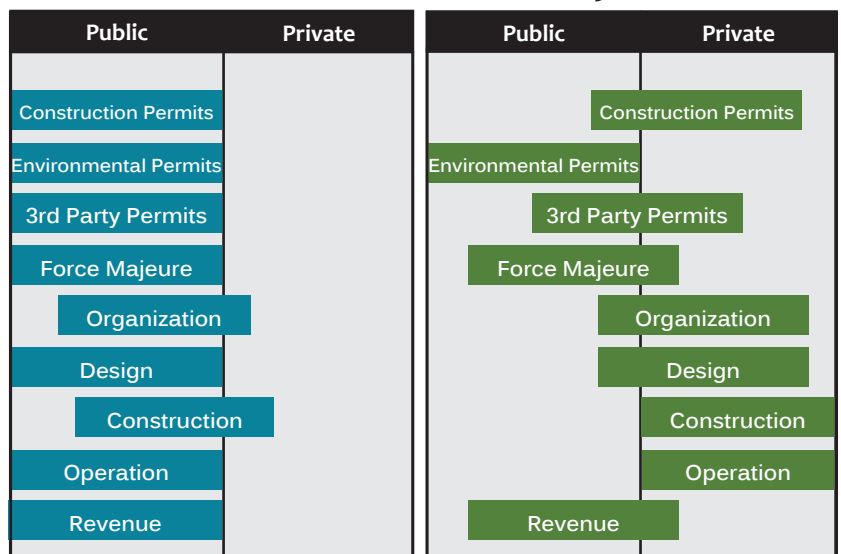 Public Private
Construction Permits
Environmental Permits
3rd Party Permits
Force Majeure
Organization
Design
Construction
Operation
Revenue
Public Private
Construction Permits
Environmental Permits
3rd Party Permits
Force Majeure
Organization
Design
Construction
Operation
Revenue